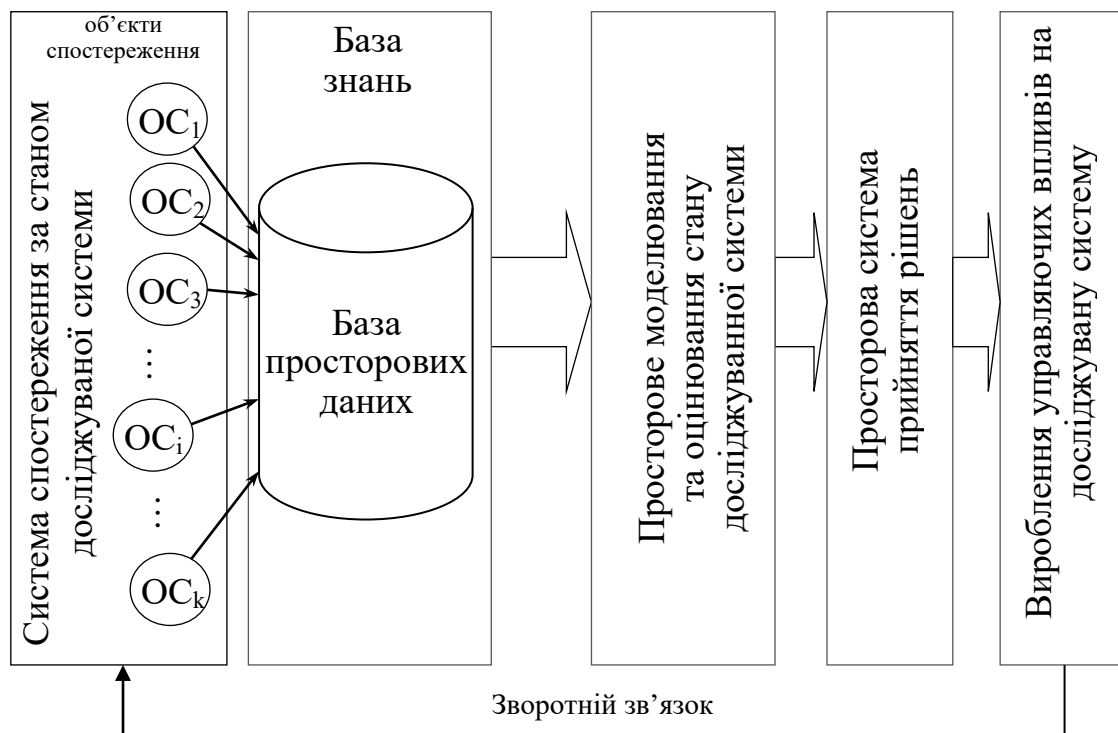 об’єкти
спостереження
Система спостереження за станом
досліджуваної системи
ОС1
ОС2
ОС3
…
ОСi
…
ОСk
База
знань
База
просторових
даних
Просторове моделювання
та оцінювання стану
досліджуванної системи
Просторова система
прийняття рішень
Вироблення управляючих впливів на
досліджувану систему
Зворотній зв’язок